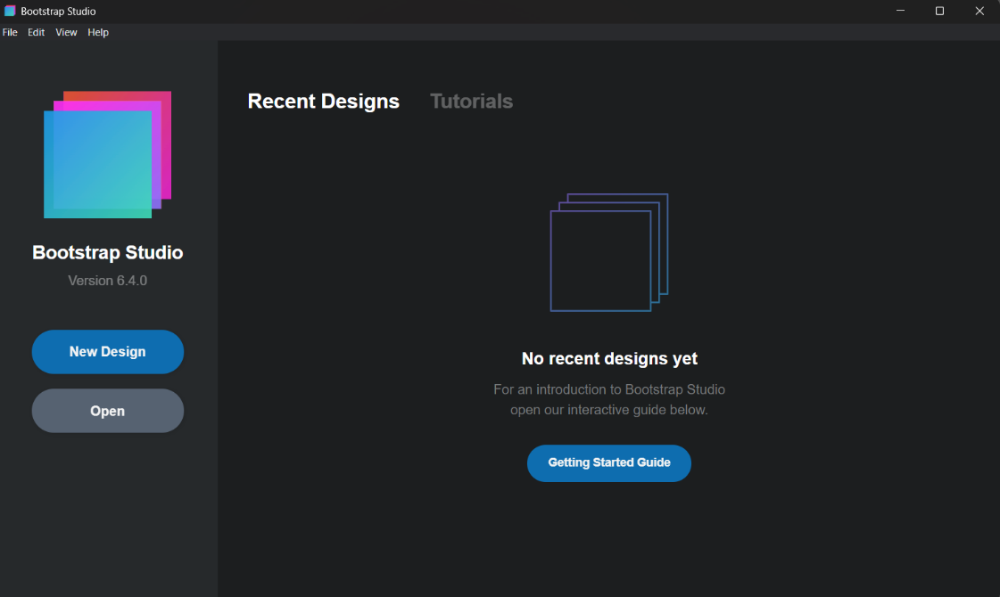 Bootstrap Studio
File Edit View Help
Recent Designs Tutorials
Bootstrap Studio
Version 6.4.0
New Design
Open
No recent designs yet
For an introduction to Bootstrap Studio
open our interactive guide below.
Getting Started Guide